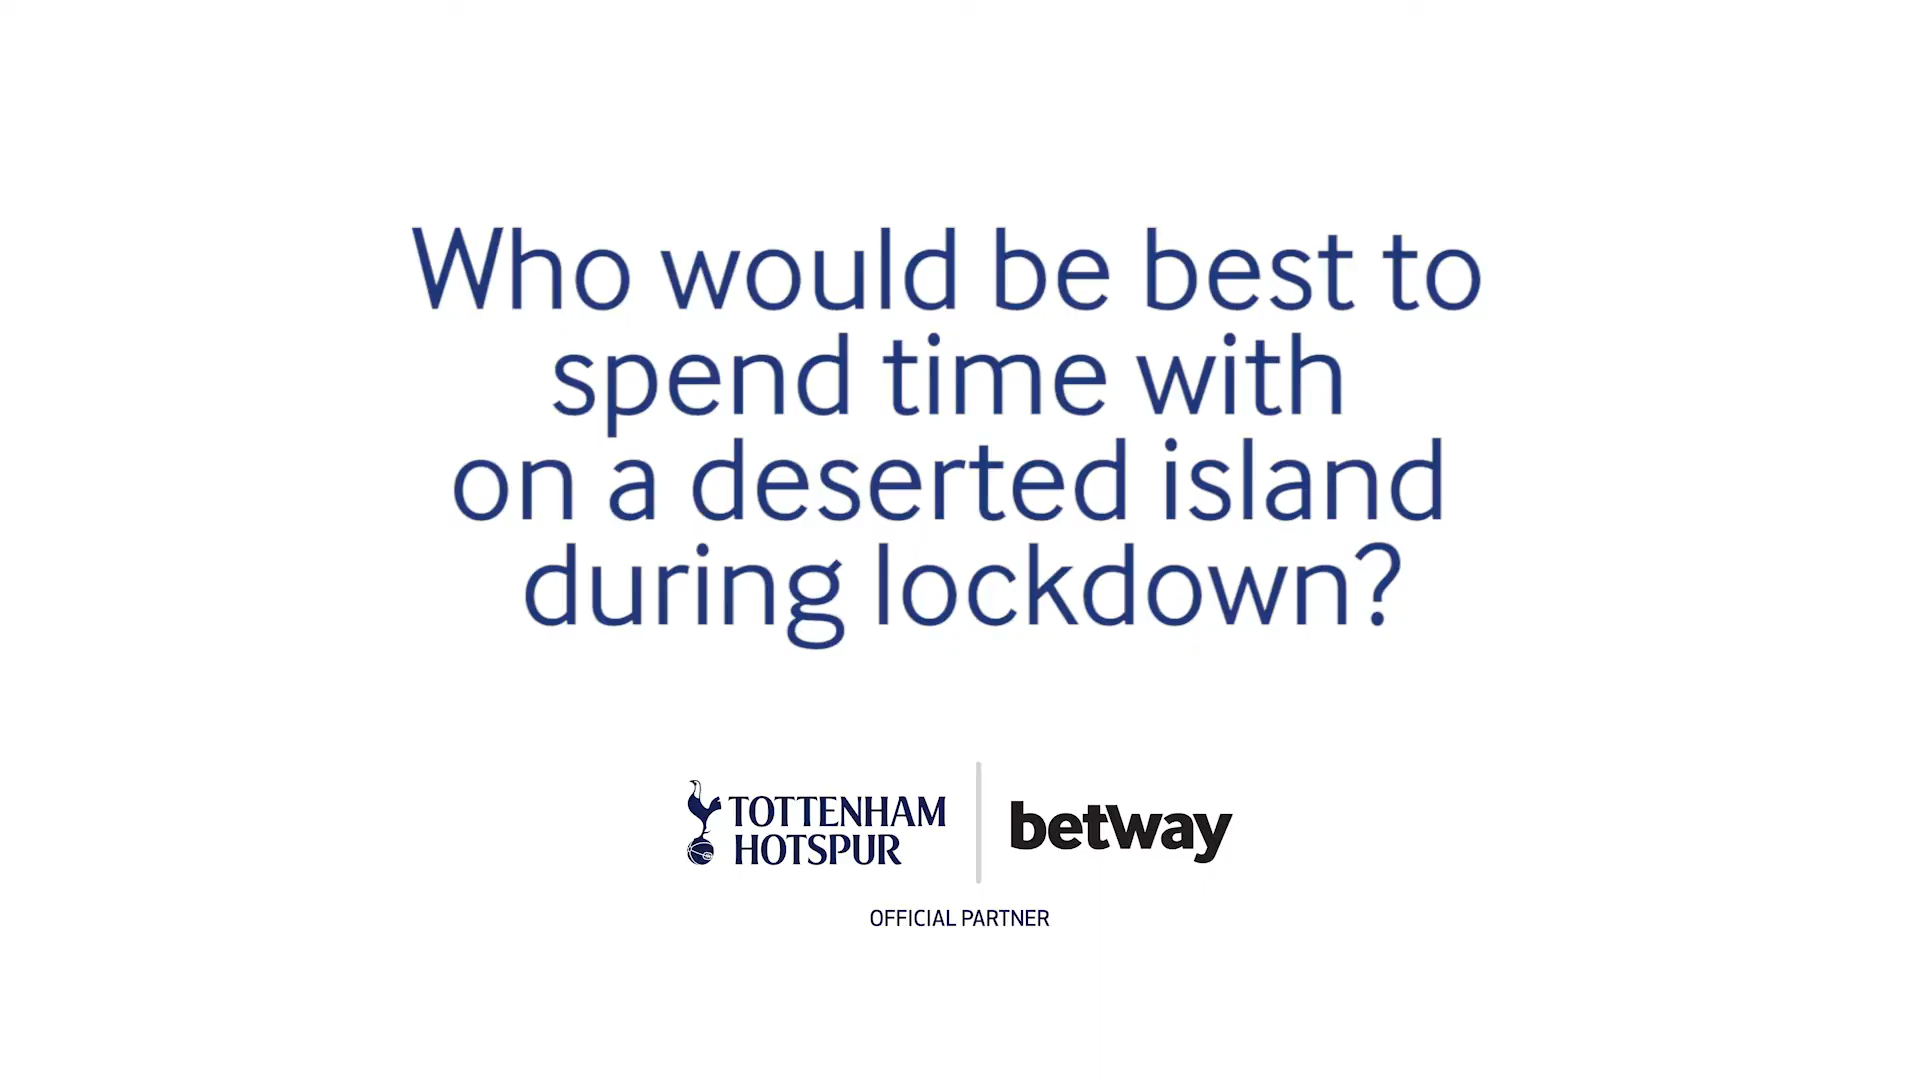 Who would be best to
spend time with
on a deserted island
during lockdown?
TOTTENHAM
HOTSPUR
betway
OFFICIAL PARTNER